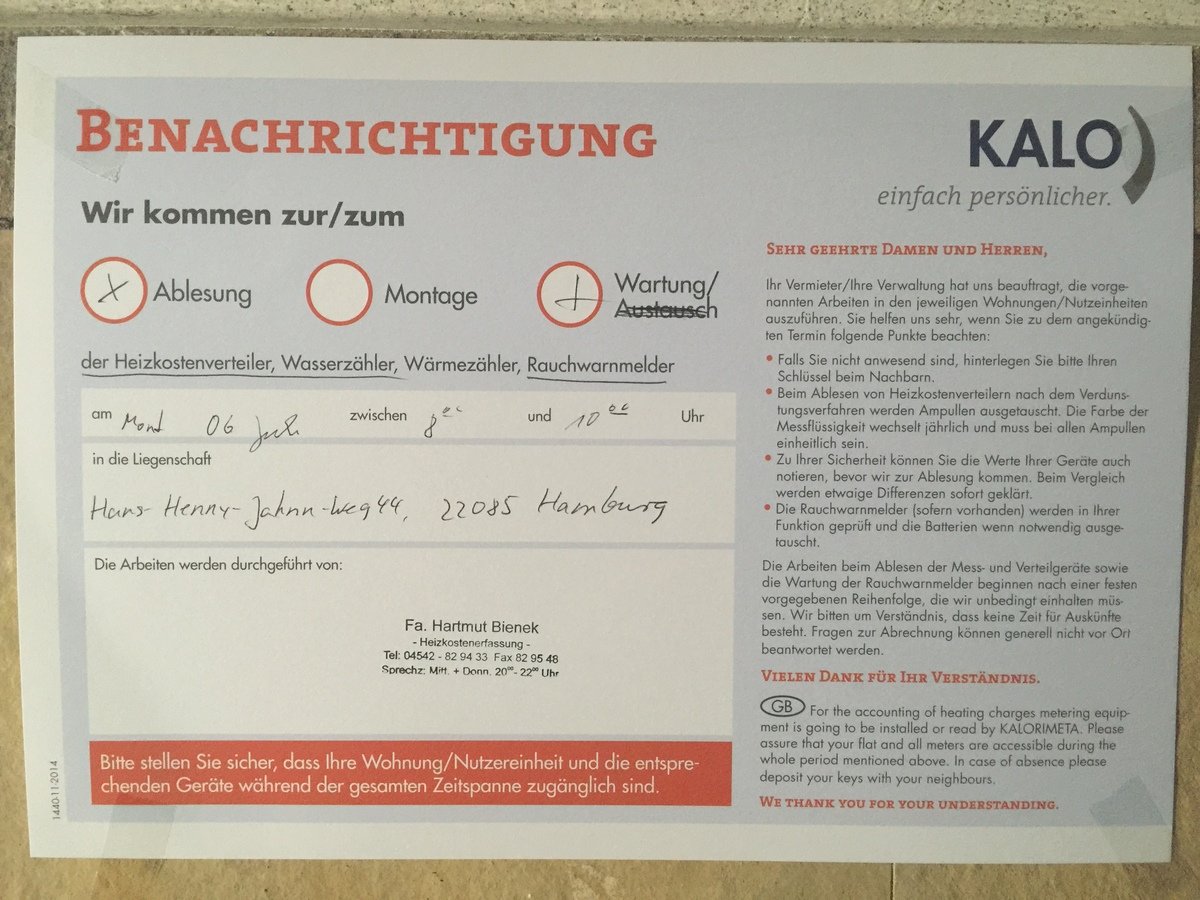 BENACHRICHTIGUNG
Wir kommen zur/zum
Ablesung
Montage
Wartung/
Austausch
der Heizkostenverteiler, Wasserzähler, Wärmezähler, Rauchwarnmelder
am Mont 06 Juli zwischen 8 oo und 10 oo Uhr
in die Liegenschaft
Hans-Henny-Jahnn-Weg 44, 22085 Hamburg
Die Arbeiten werden durchgeführt von:
Fa. Hartmut Bienek
- Heizkostenerfassung -
Tel: 04542 - 82 94 33 Fax 82 95 48
Sprechz: Mitt. + Donn. 20°°- 22°° Uhr
Bitte stellen Sie sicher, dass Ihre Wohnung/Nutzereinheit und die entspre-
chenden Geräte während der gesamten Zeitspanne zugänglich sind.
1440-11-2014
KALO
einfach persönlicher.
SEHR GEEHRTE DAMEN UND HERREN,
Ihr Vermieter/Ihre Verwaltung hat uns beauftragt, die vorge-
nannten Arbeiten in den jeweiligen Wohnungen/Nutzeinheiten
auszuführen. Sie helfen uns sehr, wenn Sie zu dem angekündig-
ten Termin folgende Punkte beachten:
• Falls Sie nicht anwesend sind, hinterlegen Sie bitte Ihren
Schlüssel beim Nachbarn.
• Beim Ablesen von Heizkostenverteilern nach dem Verduns-
tungsverfahren werden Ampullen ausgetauscht. Die Farbe der
Messflüssigkeit wechselt jährlich und muss bei allen Ampullen
einheitlich sein.
• Zu Ihrer Sicherheit können Sie die Werte Ihrer Geräte auch
notieren, bevor wir zur Ablesung kommen. Beim Vergleich
werden etwaige Differenzen sofort geklärt.
• Die Rauchwarnmelder (sofern vorhanden) werden in Ihrer
Funktion geprüft und die Batterien wenn notwendig ausge-
tauscht.
Die Arbeiten beim Ablesen der Mess- und Verteilgeräte sowie
die Wartung der Rauchwarnmelder beginnen nach einer festen
vorgegebenen Reihenfolge, die wir unbedingt einhalten müs-
sen. Wir bitten um Verständnis, dass keine Zeit für Auskünfte
besteht. Fragen zur Abrechnung können generell nicht vor Ort
beantwortet werden.
VIELEN DANK FÜR IHR VERSTÄNDNIS.
GB For the accounting of heating charges metering equip-
ment is going to be installed or read by KALORIMETA. Please
assure that your flat and all meters are accessible during the
whole period mentioned above. In case of absence please
deposit your keys with your neighbours.
WE THANK YOU FOR YOUR UNDERSTANDING.